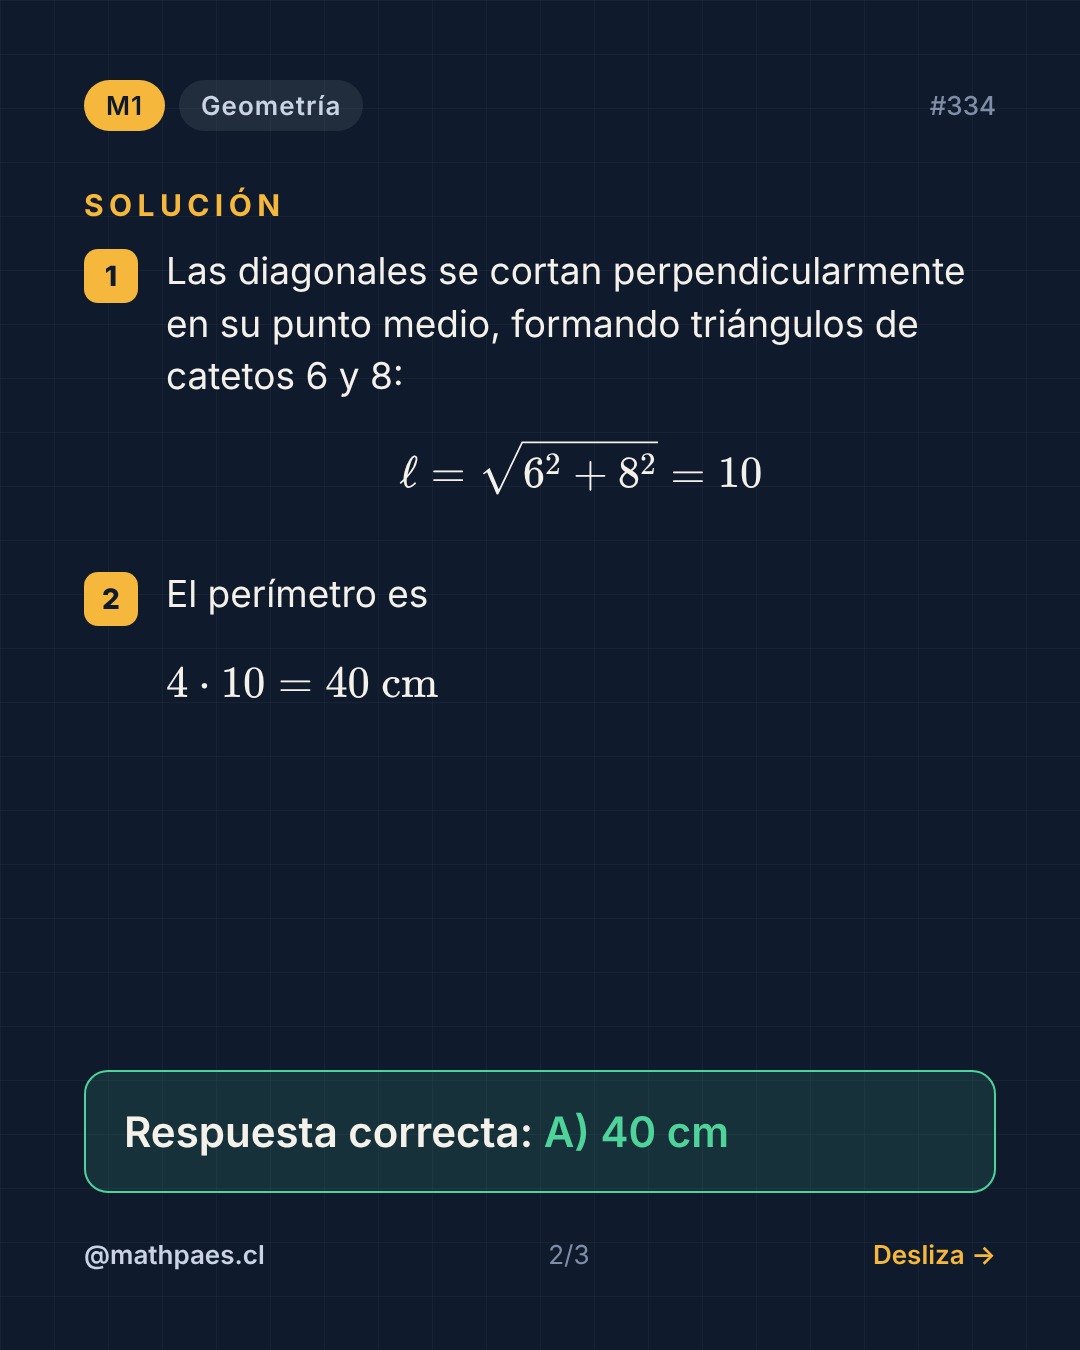 M1 Geometría #334
SOLUCIÓN
1 Las diagonales se cortan perpendicularmente
en su punto medio, formando triángulos de
catetos 6 y 8:
ℓ = √(6² + 8²) = 10
2 El perímetro es
4 · 10 = 40 cm
Respuesta correcta: A) 40 cm
@mathpaes.cl 2/3 Desliza →